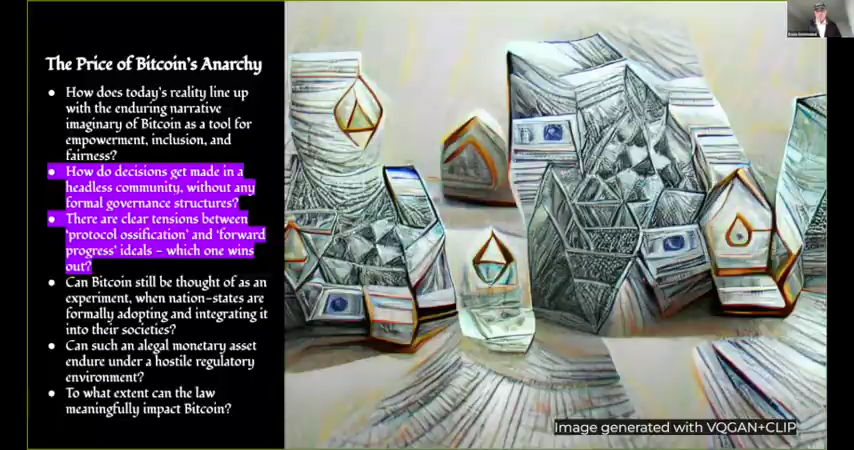 The Price of Bitcoin's Anarchy
● How does today's reality line up
with the enduring narrative
imaginary of Bitcoin as a tool for
empowerment, inclusion, and
fairness?
● How do decisions get made in a
headless community, without any
formal governance structures?
● There are clear tensions between
'protocol ossification' and 'forward
progress' ideals – which one wins
out?
● Can Bitcoin still be thought of as an
experiment, when nation-states are
formally adopting and integrating it
into their societies?
● Can such an alegal monetary asset
endure under a hostile regulatory
environment?
● To what extent can the law
meaningfully impact Bitcoin?
Image generated with VQGAN+CLIP